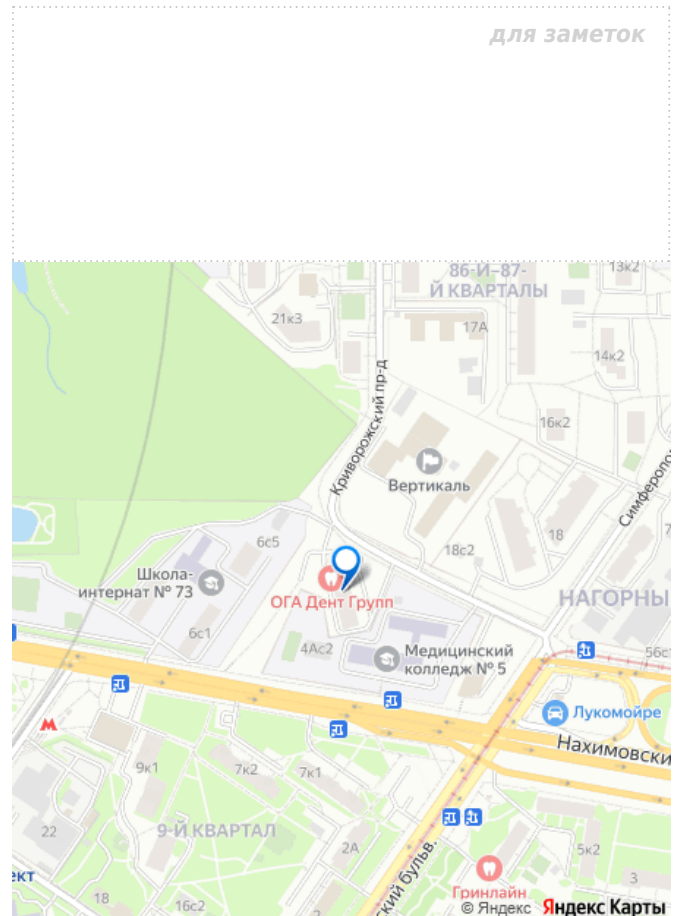 для заметок
86-И–87-
Й КВАРТАЛЫ
13к2
21к3
17А
14к2
Криворожский пр-д
16к2
Вертикаль
Симферопо
6с5
18с2
18
7
Школа-
интернат № 73
ОГА Дент Групп
НАГОРНЫ
6с1
4Ас2
Медицинский
колледж № 5
56с1
Лукоморье
Нахимовски
9к1
7к2
7к1
22
9-Й КВАРТАЛ
2А
5к2
ект
18
16с2
ский бульв.
Гринлайн
3
© Яндекс Яндекс Карты